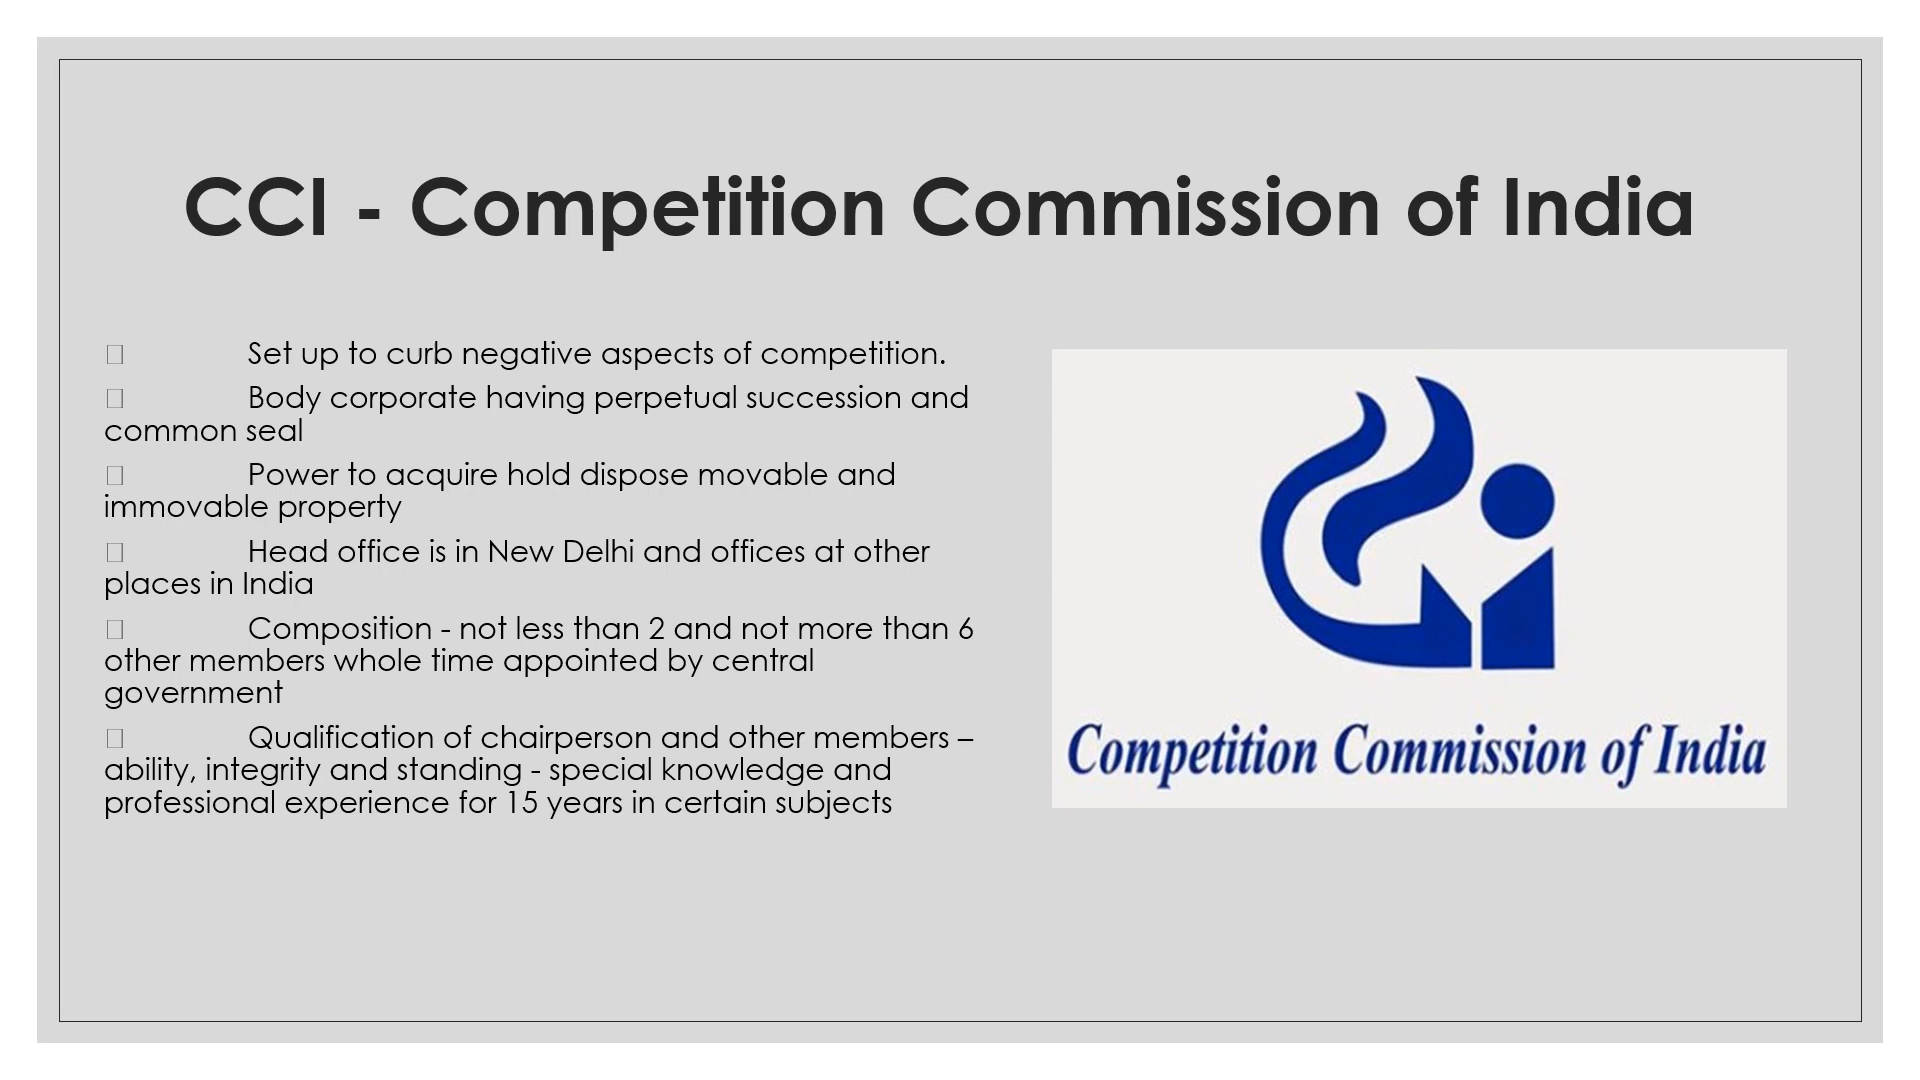 CCI - Competition Commission of India
Set up to curb negative aspects of competition.
Body corporate having perpetual succession and
common seal
Power to acquire hold dispose movable and
immovable property
Head office is in New Delhi and offices at other
places in India
Composition - not less than 2 and not more than 6
other members whole time appointed by central
government
Qualification of chairperson and other members –
ability, integrity and standing - special knowledge and
professional experience for 15 years in certain subjects
Competition Commission of India